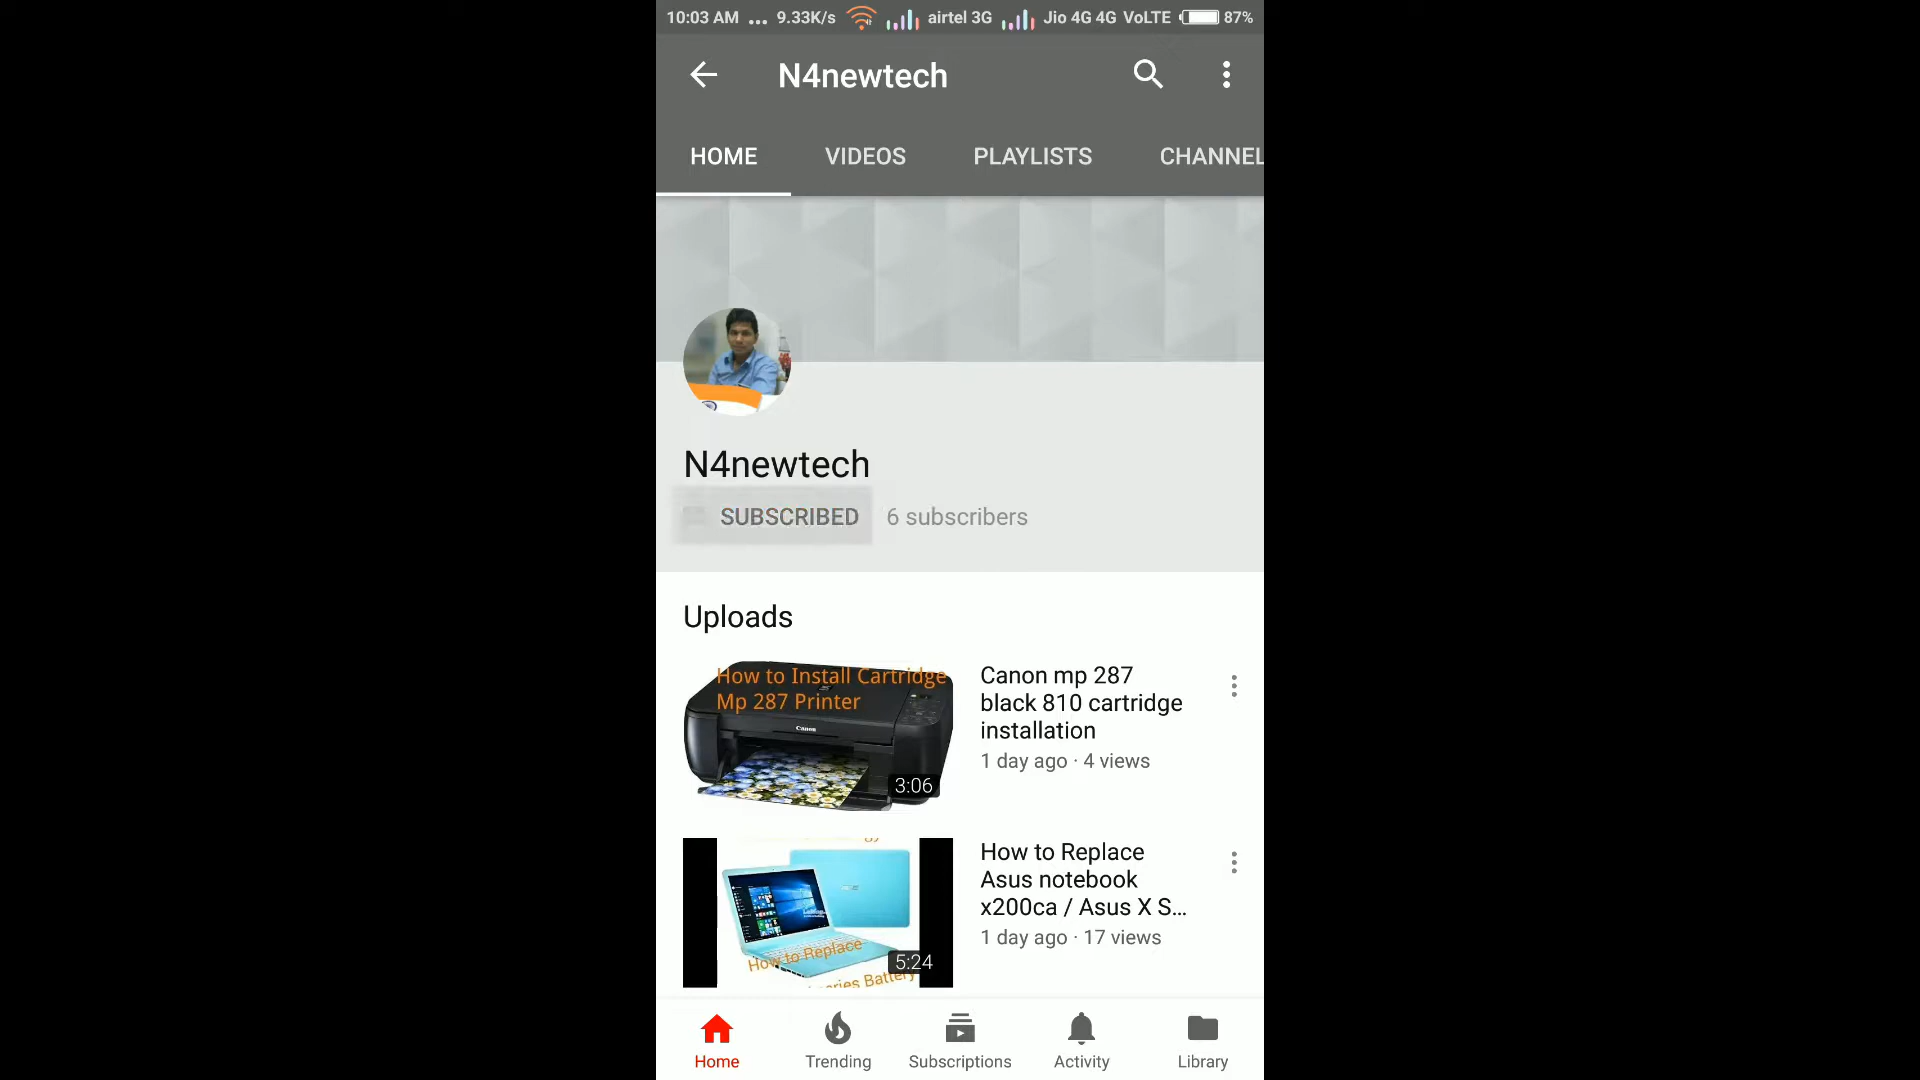 10:03 AM ... 9.33K/s airtel 3G Jio 4G 4G VoLTE 87%
N4newtech
HOME VIDEOS PLAYLISTS CHANNEL
N4newtech
SUBSCRIBED 6 subscribers
Uploads
How to Install Cartridge
Mp 287 Printer
Canon
3:06
Canon mp 287
black 810 cartridge
installation
1 day ago · 4 views
How to Replace
5:24
eries Battery
How to Replace
Asus notebook
x200ca / Asus X S...
1 day ago · 17 views
Home Trending Subscriptions Activity Library